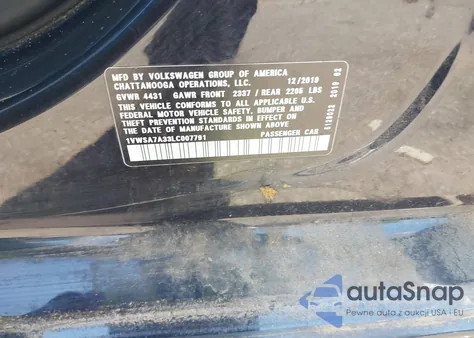 MFD BY VOLKSWAGEN GROUP OF AMERICA
CHATTANOOGA OPERATIONS, LLC. 12/2019
GVWR 4431 GAWR FRONT 2337 / REAR 2205 LBS
THIS VEHICLE CONFORMS TO ALL APPLICABLE U.S.
FEDERAL MOTOR VEHICLE SAFETY, BUMPER AND
THEFT PREVENTION STANDARDS IN EFFECT ON THE
DATE OF MANUFACTURE SHOWN ABOVE.
1VWSA7A33LC007791 PASSENGER CAR
autoSnap
Pewne auta z aukcji USA - EU